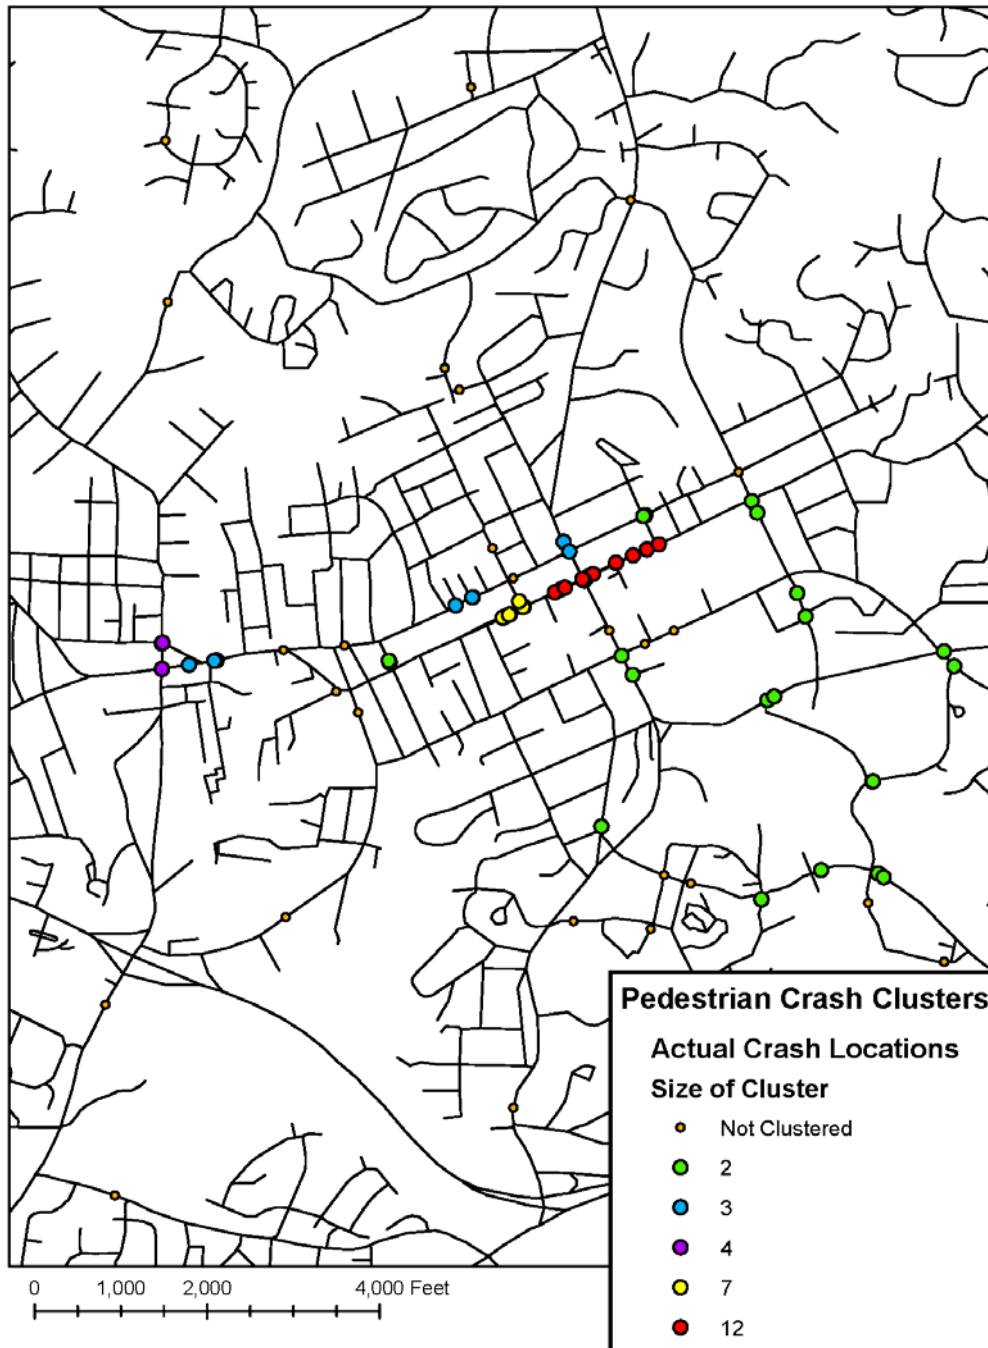 Pedestrian Crash Clusters
Actual Crash Locations
Size of Cluster
Not Clustered
2
3
4
7
12
0 1,000 2,000 4,000 Feet